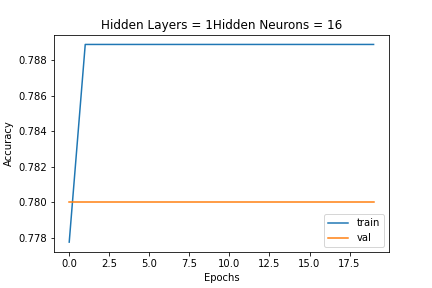 Hidden Layers = 1Hidden Neurons = 16
Accuracy
0.788
0.786
0.784
0.782
0.780
0.778
0.0 2.5 5.0 7.5 10.0 12.5 15.0 17.5
Epochs
train
val